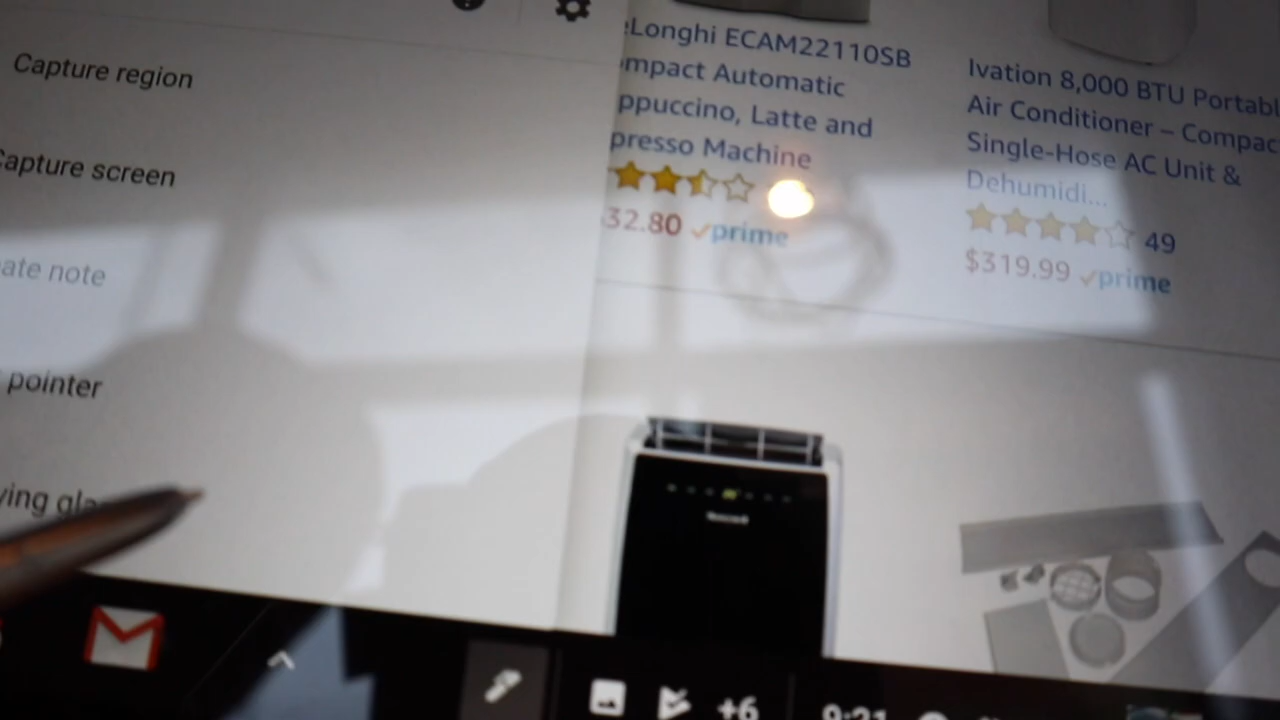 Capture region
Capture screen
ate note
pointer
ying gla
Longhi ECAM22110SB
mpact Automatic
ppuccino, Latte and
presso Machine
32.80 prime
Ivation 8,000 BTU Portabl
Air Conditioner – Compac
Single-Hose AC Unit &
Dehumidi...
49
$319.99 prime
+6
9:21